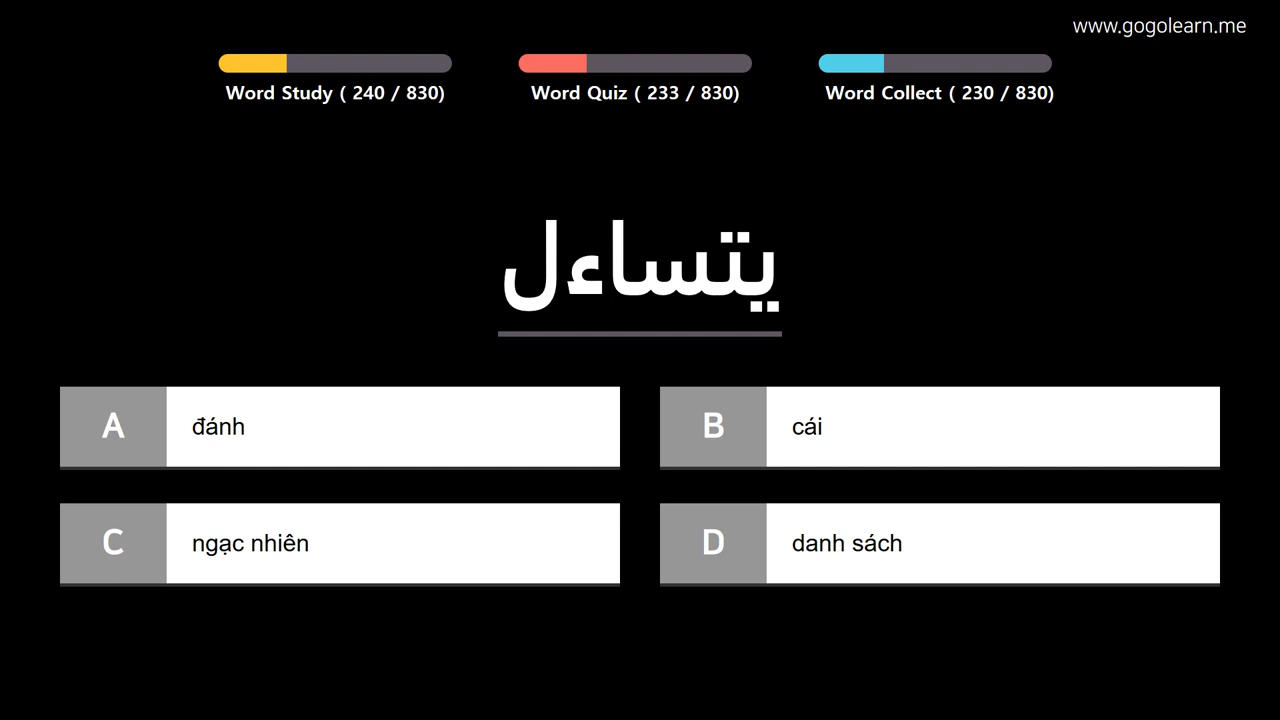 www.gogolearn.me
Word Study ( 240 / 830)
Word Quiz ( 233 / 830)
Word Collect ( 230 / 830)
يتساءل
A đánh
B cái
C ngạc nhiên
D danh sách